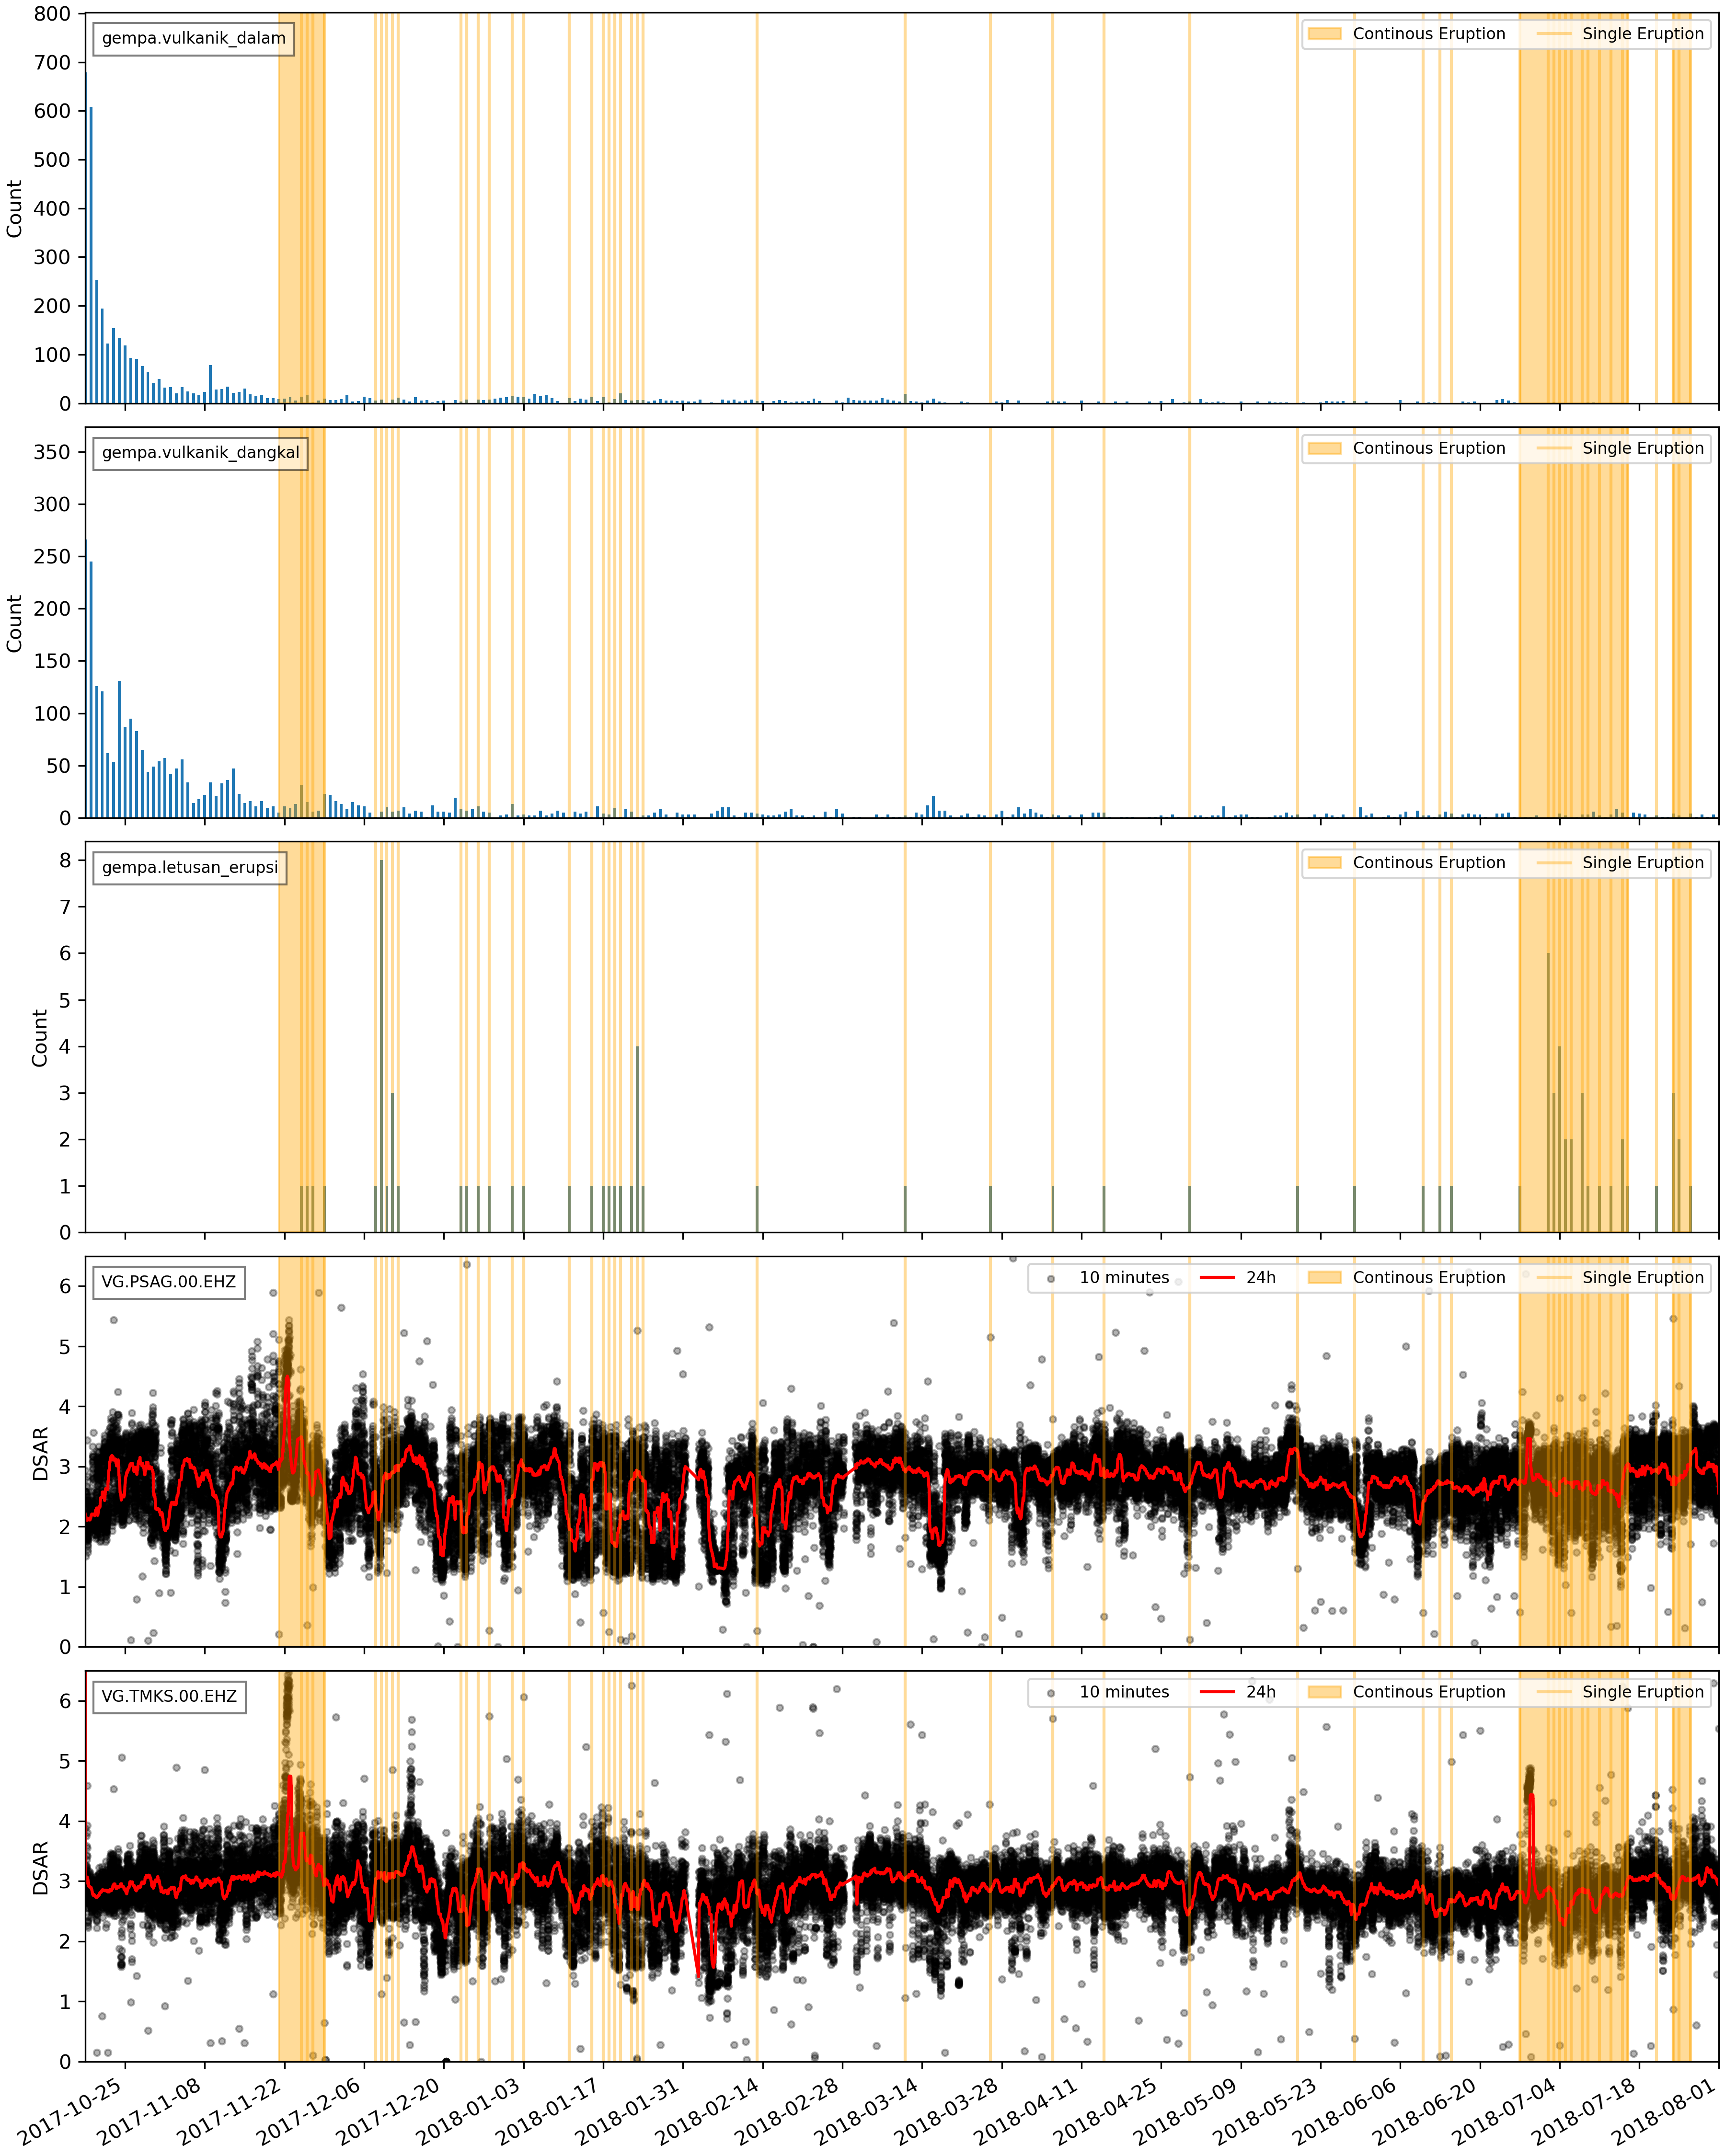 gempa.vulkanik_dalam
Continous Eruption
Single Eruption
800
700
600
500
400
300
200
100
0
Count
gempa.vulkanik_dangkal
Continous Eruption
Single Eruption
350
300
250
200
150
100
50
0
Count
gempa.letusan_erupsi
Continous Eruption
Single Eruption
8
7
6
5
4
3
2
1
0
Count
VG.PSAG.00.EHZ
10 minutes
24h
Continous Eruption
Single Eruption
6
5
4
3
2
1
0
DSAR
VG.TMKS.00.EHZ
10 minutes
24h
Continous Eruption
Single Eruption
6
5
4
3
2
1
0
DSAR
2017-10-25
2017-11-08
2017-11-22
2017-12-06
2017-12-20
2018-01-03
2018-01-17
2018-01-31
2018-02-14
2018-02-28
2018-03-14
2018-03-28
2018-04-11
2018-04-25
2018-05-09
2018-05-23
2018-06-06
2018-06-20
2018-07-04
2018-07-18
2018-08-01